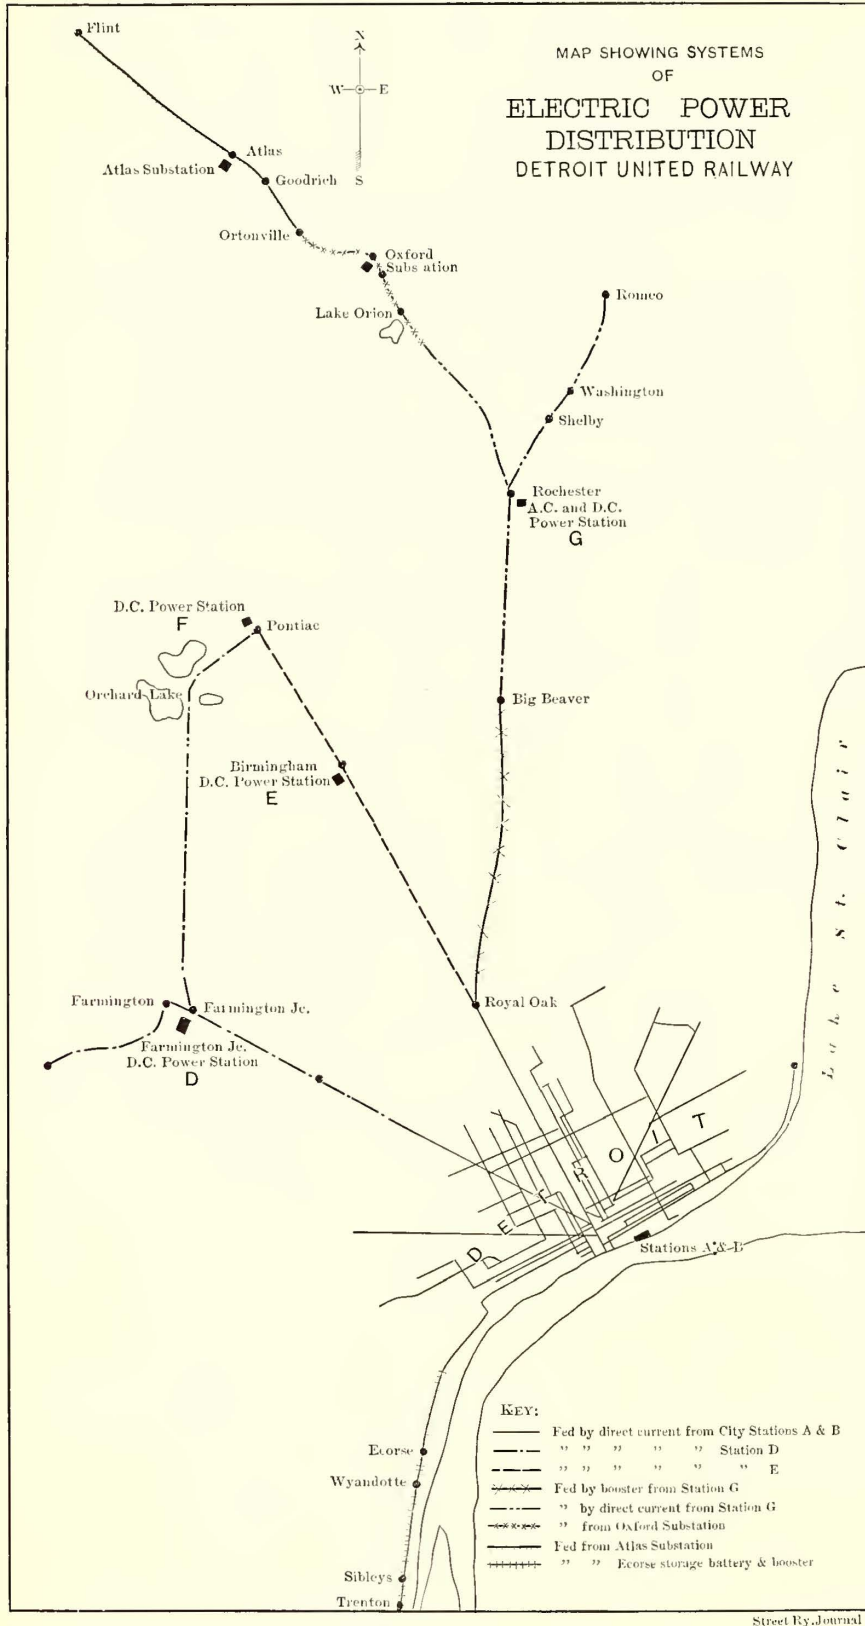 Flint
N
W E
S
MAP SHOWING SYSTEMS
OF
ELECTRIC POWER
DISTRIBUTION
DETROIT UNITED RAILWAY
Atlas
Atlas Substation
Goodrich
Ortonville
Oxford
Subs ation
Lake Orion
Romeo
Washington
Shelby
Rochester
A.C. and D.C.
Power Station
G
D.C. Power Station
F
Pontiac
Orchard Lake
Big Beaver
Birmingham
D.C. Power Station
E
Lake St. Clair
Farmington
Farmington Jc.
Royal Oak
Farmington Jc.
D.C. Power Station
D
DETROIT
Stations A & B
Ecorse
Wyandotte
Sibleys
Trenton
KEY:
Fed by direct current from City Stations A & B
" " " " " Station D
" " " " " " E
Fed by booster from Station G
" by direct current from Station G
" from Oxford Substation
Fed from Atlas Substation
" " Ecorse storage battery & booster
Street Ry. Journal